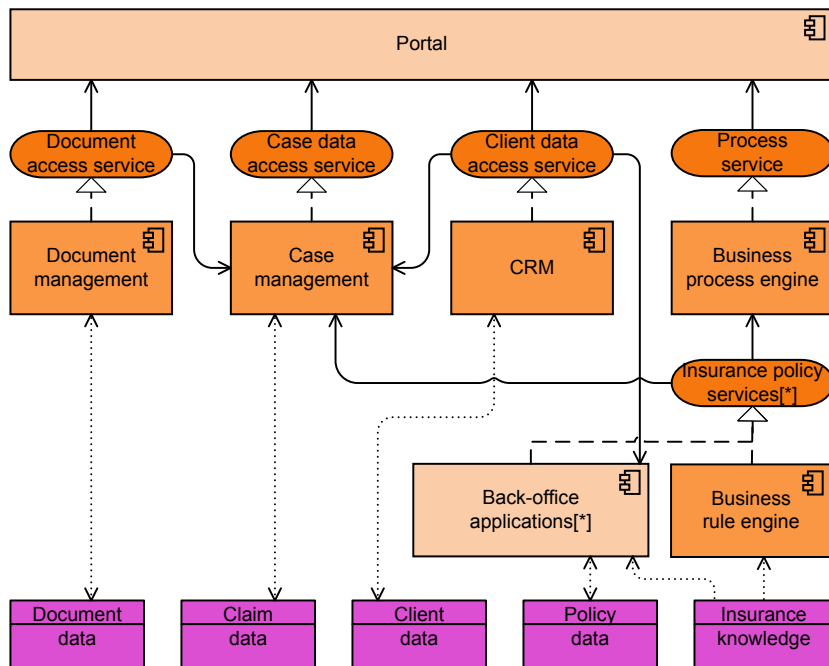 Portal
Document
access service
Case data
access service
Client data
access service
Process
service
Document
management
Case
management
CRM
Business
process engine
Insurance policy
services[*]
Back-office
applications[*]
Business
rule engine
Document
data
Claim
data
Client
data
Policy
data
Insurance
knowledge